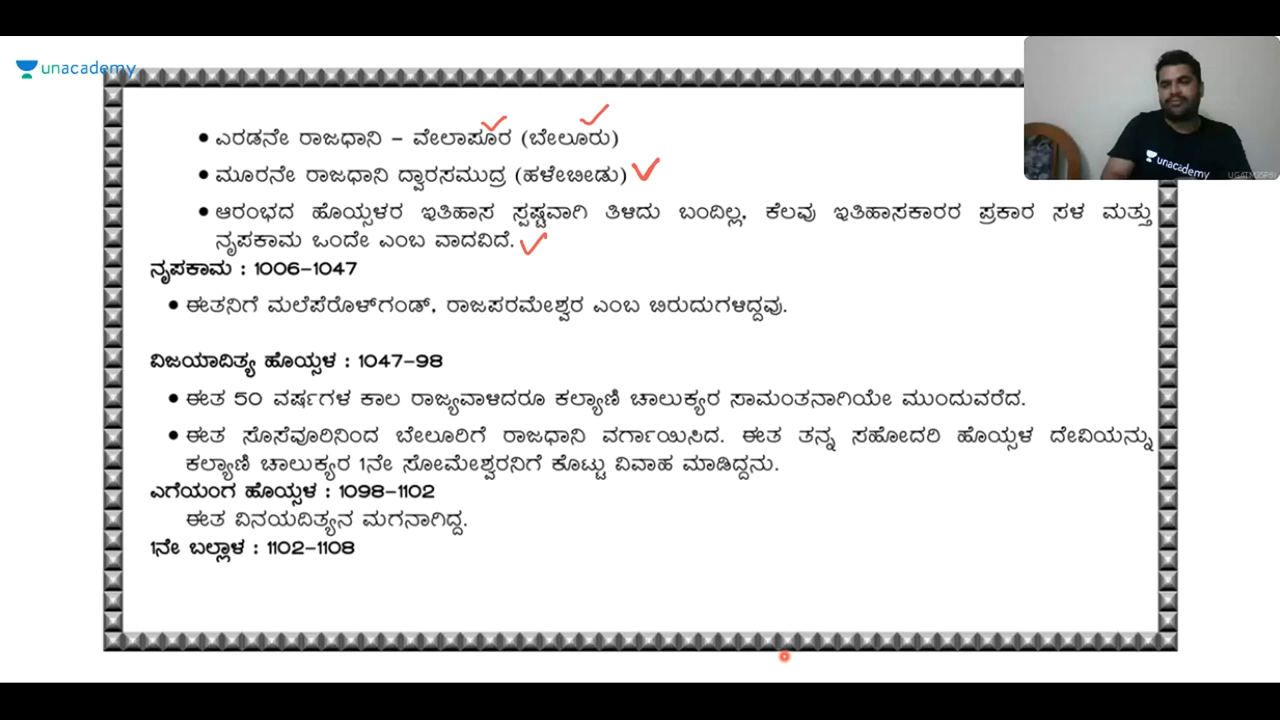 unacademy
• ಎರಡನೇ ರಾಜಧಾನಿ – ವೇಲಾಪೂರ (ಬೇಲೂರು)
• ಮೂರನೇ ರಾಜಧಾನಿ ದ್ವಾರಸಮುದ್ರ (ಹಳೇಬೀಡು)
• ಆರಂಭದ ಹೊಯ್ಸಳರ ಇತಿಹಾಸ ಸ್ಪಷ್ಟವಾಗಿ ತಿಳಿದು ಬಂದಿಲ್ಲ, ಕೆಲವು ಇತಿಹಾಸಕಾರರ ಪ್ರಕಾರ ಸಳ ಮತ್ತು
ನೃಪಕಾಮ ಒಂದೇ ಎಂಬ ವಾದವಿದೆ.
ನೃಪಕಾಮ : 1006–1047
• ಈತನಿಗೆ ಮಲೆಪೆರೊಳ್‌ಗಂಡ್, ರಾಜಪರಮೇಶ್ವರ ಎಂಬ ಬಿರುದುಗಳಿದ್ದವು.
ವಿಜಯಾದಿತ್ಯ ಹೊಯ್ಸಳ : 1047–98
• ಈತ 50 ವರ್ಷಗಳ ಕಾಲ ರಾಜ್ಯವಾಳಿದರೂ ಕಲ್ಯಾಣಿ ಚಾಲುಕ್ಯರ ಸಾಮಂತನಾಗಿಯೇ ಮುಂದುವರೆದ.
• ಈತ ಸೊಸೆವೂರಿನಿಂದ ಬೇಲೂರಿಗೆ ರಾಜಧಾನಿ ವರ್ಗಾಯಿಸಿದ. ಈತ ತನ್ನ ಸಹೋದರಿ ಹೊಯ್ಸಳ ದೇವಿಯನ್ನು
ಕಲ್ಯಾಣಿ ಚಾಲುಕ್ಯರ 1ನೇ ಸೋಮೇಶ್ವರನಿಗೆ ಕೊಟ್ಟು ವಿವಾಹ ಮಾಡಿದ್ದನು.
ಎಗೆಯಂಗ ಹೊಯ್ಸಳ : 1098–1102
ಈತ ವಿನಯದಿತ್ಯನ ಮಗನಾಗಿದ್ದ.
1ನೇ ಬಲ್ಲಾಳ : 1102–1108
unacademy